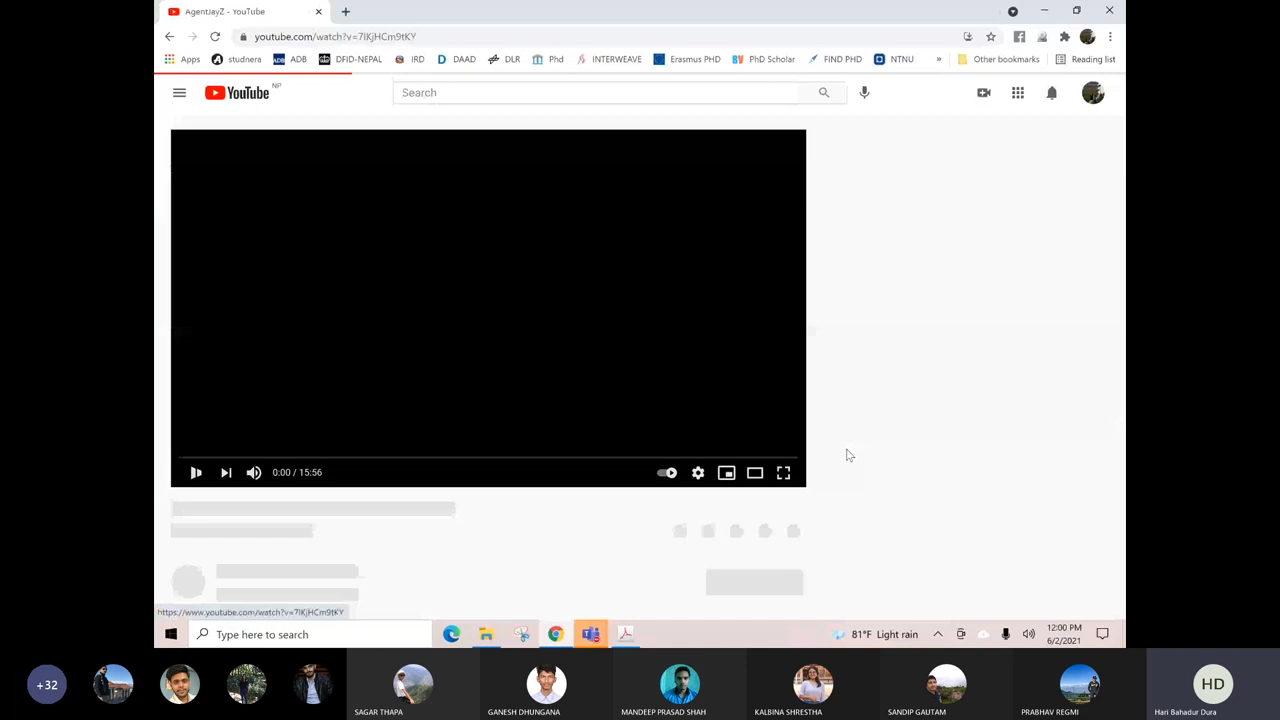 AgentJayZ - YouTube
youtube.com/watch?v=7IKjHCm9tKY
Apps studnera ADB DFID-NEPAL IRD DAAD DLR Phd INTERWEAVE Erasmus PHD PhD Scholar FIND PHD NTNU » Other bookmarks Reading list
YouTube NP Search
0:00 / 15:56
https://www.youtube.com/watch?v=7IKjHCm9tKY
Type here to search 81°F Light rain 12:00 PM
6/2/2021
+32 HD
SAGAR THAPA GANESH DHUNGANA MANDEEP PRASAD SHAH KALBINA SHRESTHA SANDIP GAUTAM PRABHAV REGMI Hari Bahadur Dura